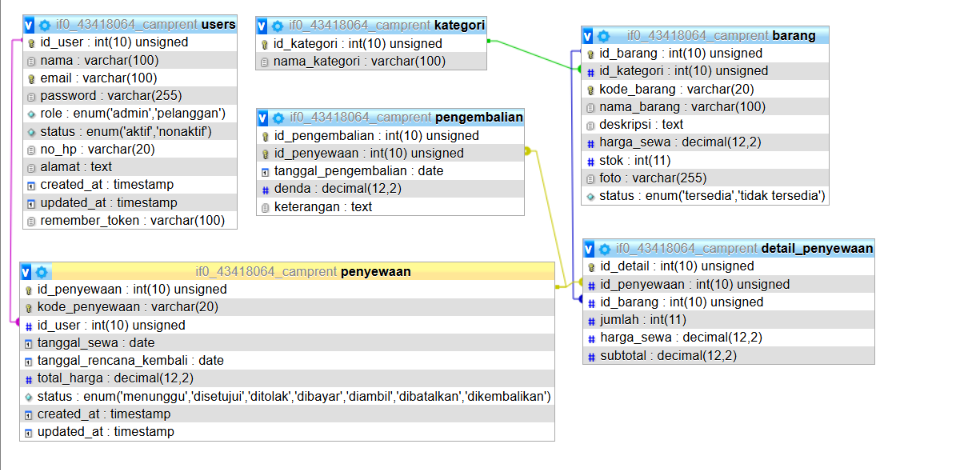 if0_43418064_camprent users
id_user : int(10) unsigned
nama : varchar(100)
email : varchar(100)
password : varchar(255)
role : enum('admin','pelanggan')
status : enum('aktif','nonaktif')
no_hp : varchar(20)
alamat : text
created_at : timestamp
updated_at : timestamp
remember_token : varchar(100)
if0_43418064_camprent kategori
id_kategori : int(10) unsigned
nama_kategori : varchar(100)
if0_43418064_camprent barang
id_barang : int(10) unsigned
id_kategori : int(10) unsigned
kode_barang : varchar(20)
nama_barang : varchar(100)
deskripsi : text
harga_sewa : decimal(12,2)
stok : int(11)
foto : varchar(255)
status : enum('tersedia','tidak tersedia')
if0_43418064_camprent pengembalian
id_pengembalian : int(10) unsigned
id_penyewaan : int(10) unsigned
tanggal_pengembalian : date
denda : decimal(12,2)
keterangan : text
if0_43418064_camprent penyewaan
id_penyewaan : int(10) unsigned
kode_penyewaan : varchar(20)
id_user : int(10) unsigned
tanggal_sewa : date
tanggal_rencana_kembali : date
total_harga : decimal(12,2)
status : enum('menunggu','disetujui','ditolak','dibayar','diambil','dibatalkan','dikembalikan')
created_at : timestamp
updated_at : timestamp
if0_43418064_camprent detail_penyewaan
id_detail : int(10) unsigned
id_penyewaan : int(10) unsigned
id_barang : int(10) unsigned
jumlah : int(11)
harga_sewa : decimal(12,2)
subtotal : decimal(12,2)